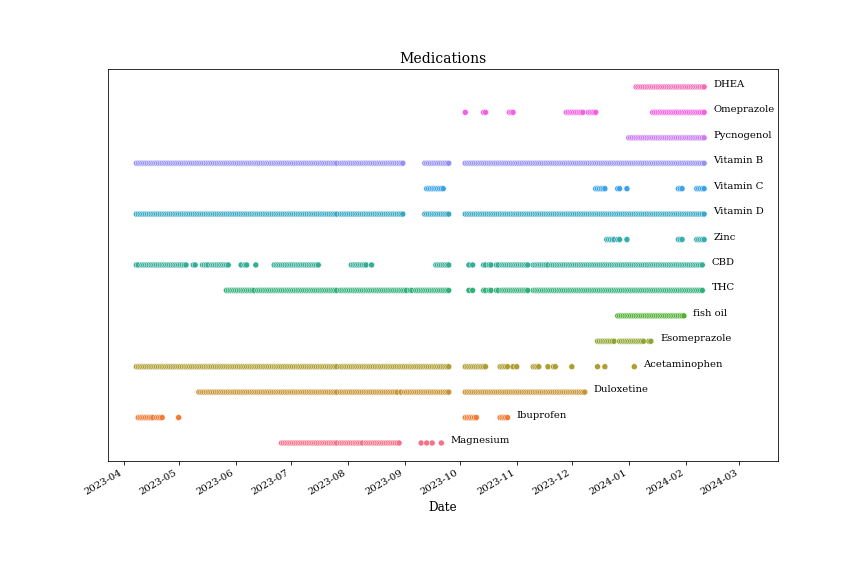 Medications
DHEA
Omeprazole
Pycnogenol
Vitamin B
Vitamin C
Vitamin D
Zinc
CBD
THC
fish oil
Esomeprazole
Acetaminophen
Duloxetine
Ibuprofen
Magnesium
2023-04 2023-05 2023-06 2023-07 2023-08 2023-09 2023-10 2023-11 2023-12 2024-01 2024-02 2024-03
Date